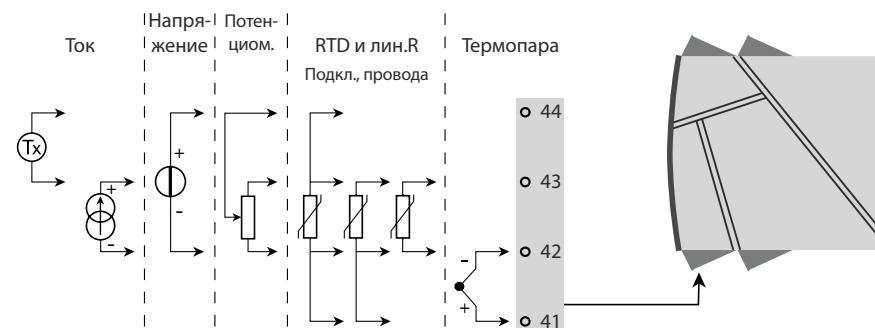 Ток
Напря-
жение
Потен-
циом.
RTD и лин.R
Подкл., провода
Термопара
Tx
+
-
+
-
-
+
44
43
42
41